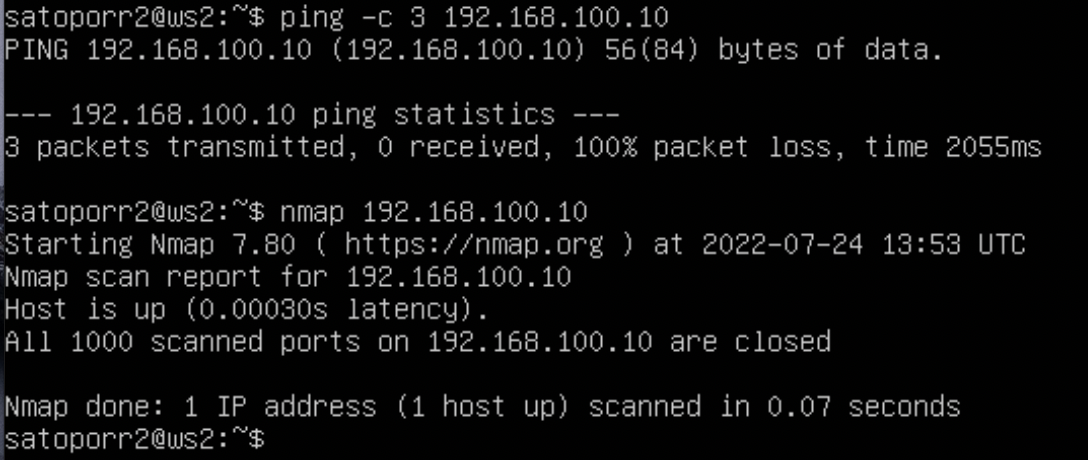 satoporr2@ws2:~$ ping -c 3 192.168.100.10
PING 192.168.100.10 (192.168.100.10) 56(84) bytes of data.
--- 192.168.100.10 ping statistics ---
3 packets transmitted, 0 received, 100% packet loss, time 2055ms
satoporr2@ws2:~$ nmap 192.168.100.10
Starting Nmap 7.80 ( https://nmap.org ) at 2022-07-24 13:53 UTC
Nmap scan report for 192.168.100.10
Host is up (0.00030s latency).
All 1000 scanned ports on 192.168.100.10 are closed
Nmap done: 1 IP address (1 host up) scanned in 0.07 seconds
satoporr2@ws2:~$